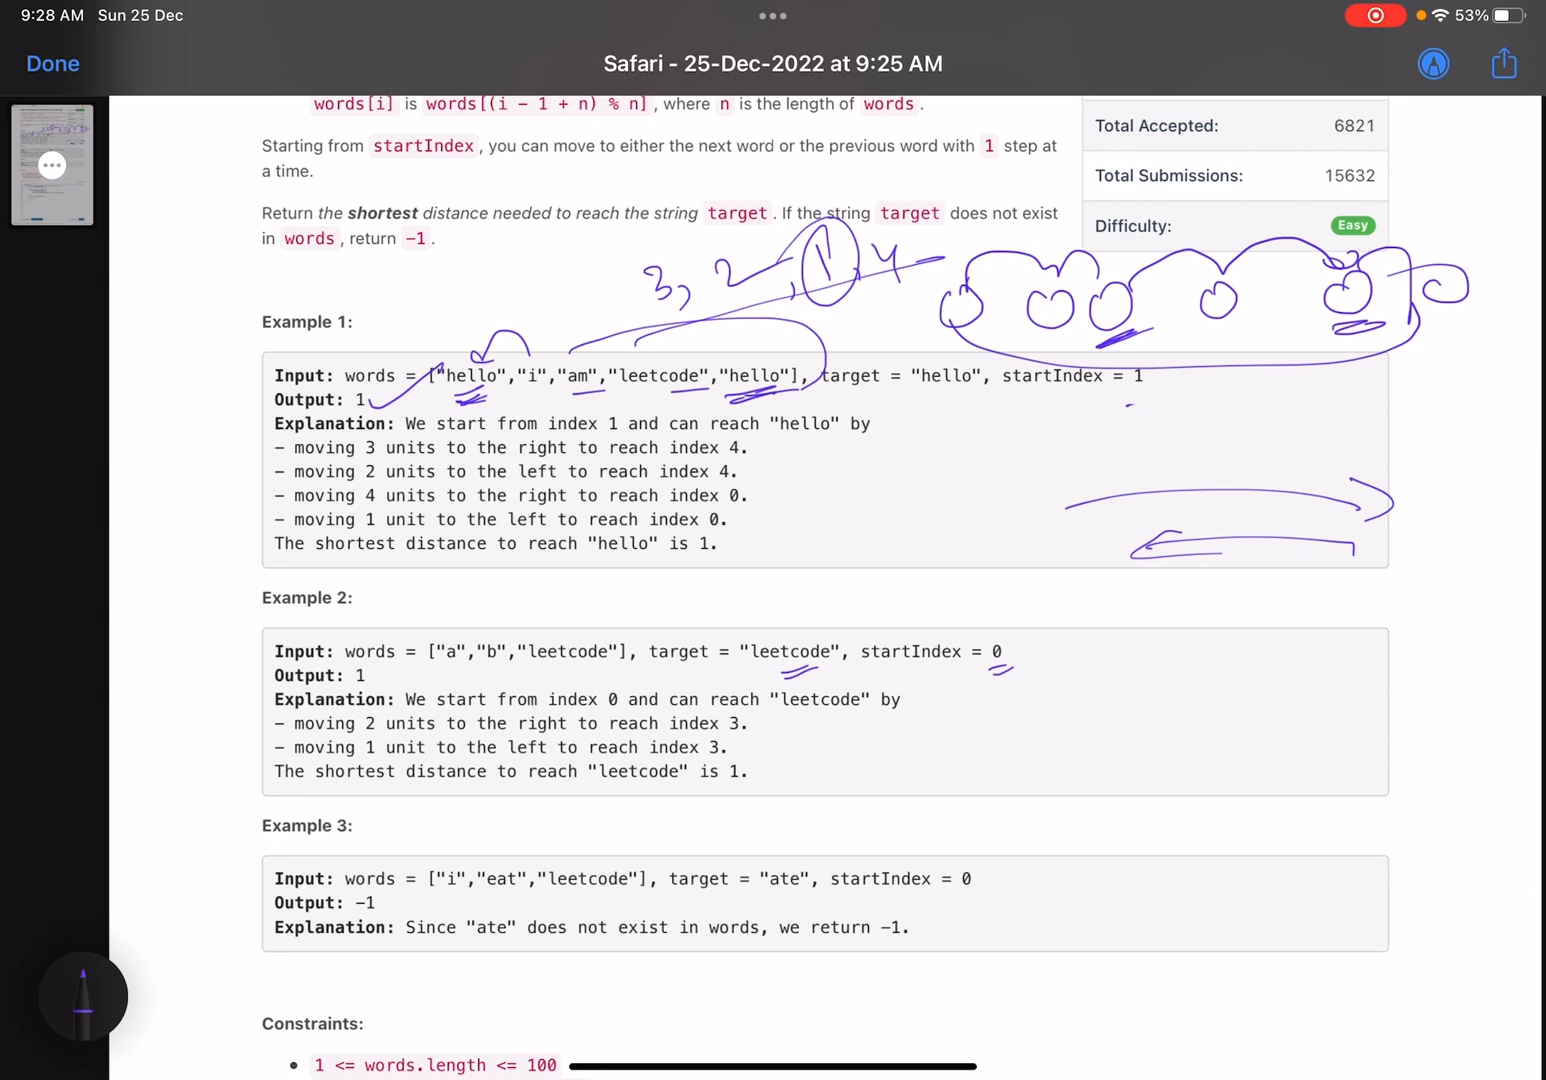 9:28 AM Sun 25 Dec
53%
Done
Safari - 25-Dec-2022 at 9:25 AM
words[i] is words[(i - 1 + n) % n], where n is the length of words.
Starting from startIndex, you can move to either the next word or the previous word with 1 step at
a time.
Return the shortest distance needed to reach the string target. If the string target does not exist
in words, return -1.
Total Accepted: 6821
Total Submissions: 15632
Difficulty: Easy
3, 2, 1, 4
Example 1:
Input: words = ["hello","i","am","leetcode","hello"], target = "hello", startIndex = 1
Output: 1
Explanation: We start from index 1 and can reach "hello" by
- moving 3 units to the right to reach index 4.
- moving 2 units to the left to reach index 4.
- moving 4 units to the right to reach index 0.
- moving 1 unit to the left to reach index 0.
The shortest distance to reach "hello" is 1.
Example 2:
Input: words = ["a","b","leetcode"], target = "leetcode", startIndex = 0
Output: 1
Explanation: We start from index 0 and can reach "leetcode" by
- moving 2 units to the right to reach index 3.
- moving 1 unit to the left to reach index 3.
The shortest distance to reach "leetcode" is 1.
Example 3:
Input: words = ["i","eat","leetcode"], target = "ate", startIndex = 0
Output: -1
Explanation: Since "ate" does not exist in words, we return -1.
Constraints:
• 1 <= words.length <= 100